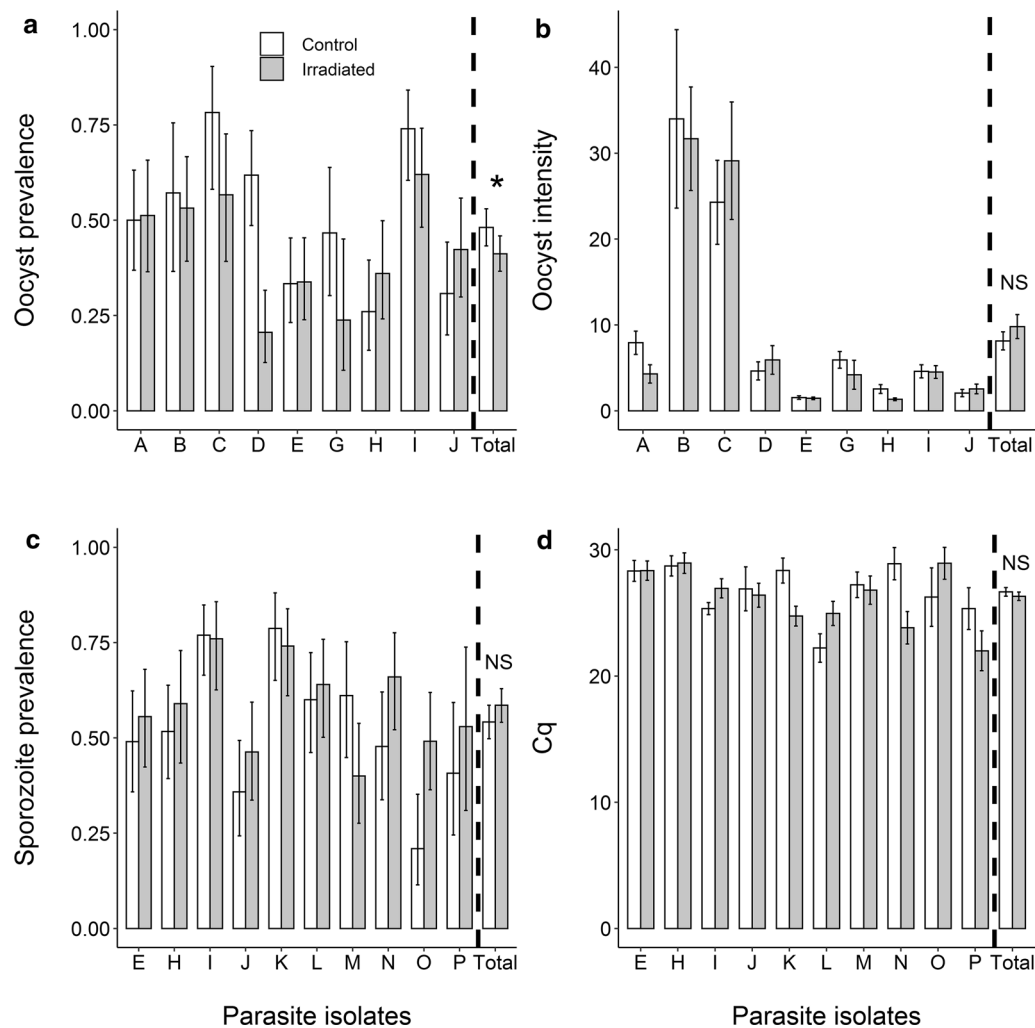 a
Oocyst prevalence
1.00
0.75
0.50
0.25
0.00
Control
Irradiated
*
A B C D E G H I J Total
b
Oocyst intensity
40
30
20
10
0
NS
A B C D E G H I J Total
c
Sporozoite prevalence
1.00
0.75
0.50
0.25
0.00
NS
E H I J K L M N O P Total
Parasite isolates
d
Cq
30
20
10
0
NS
E H I J K L M N O P Total
Parasite isolates